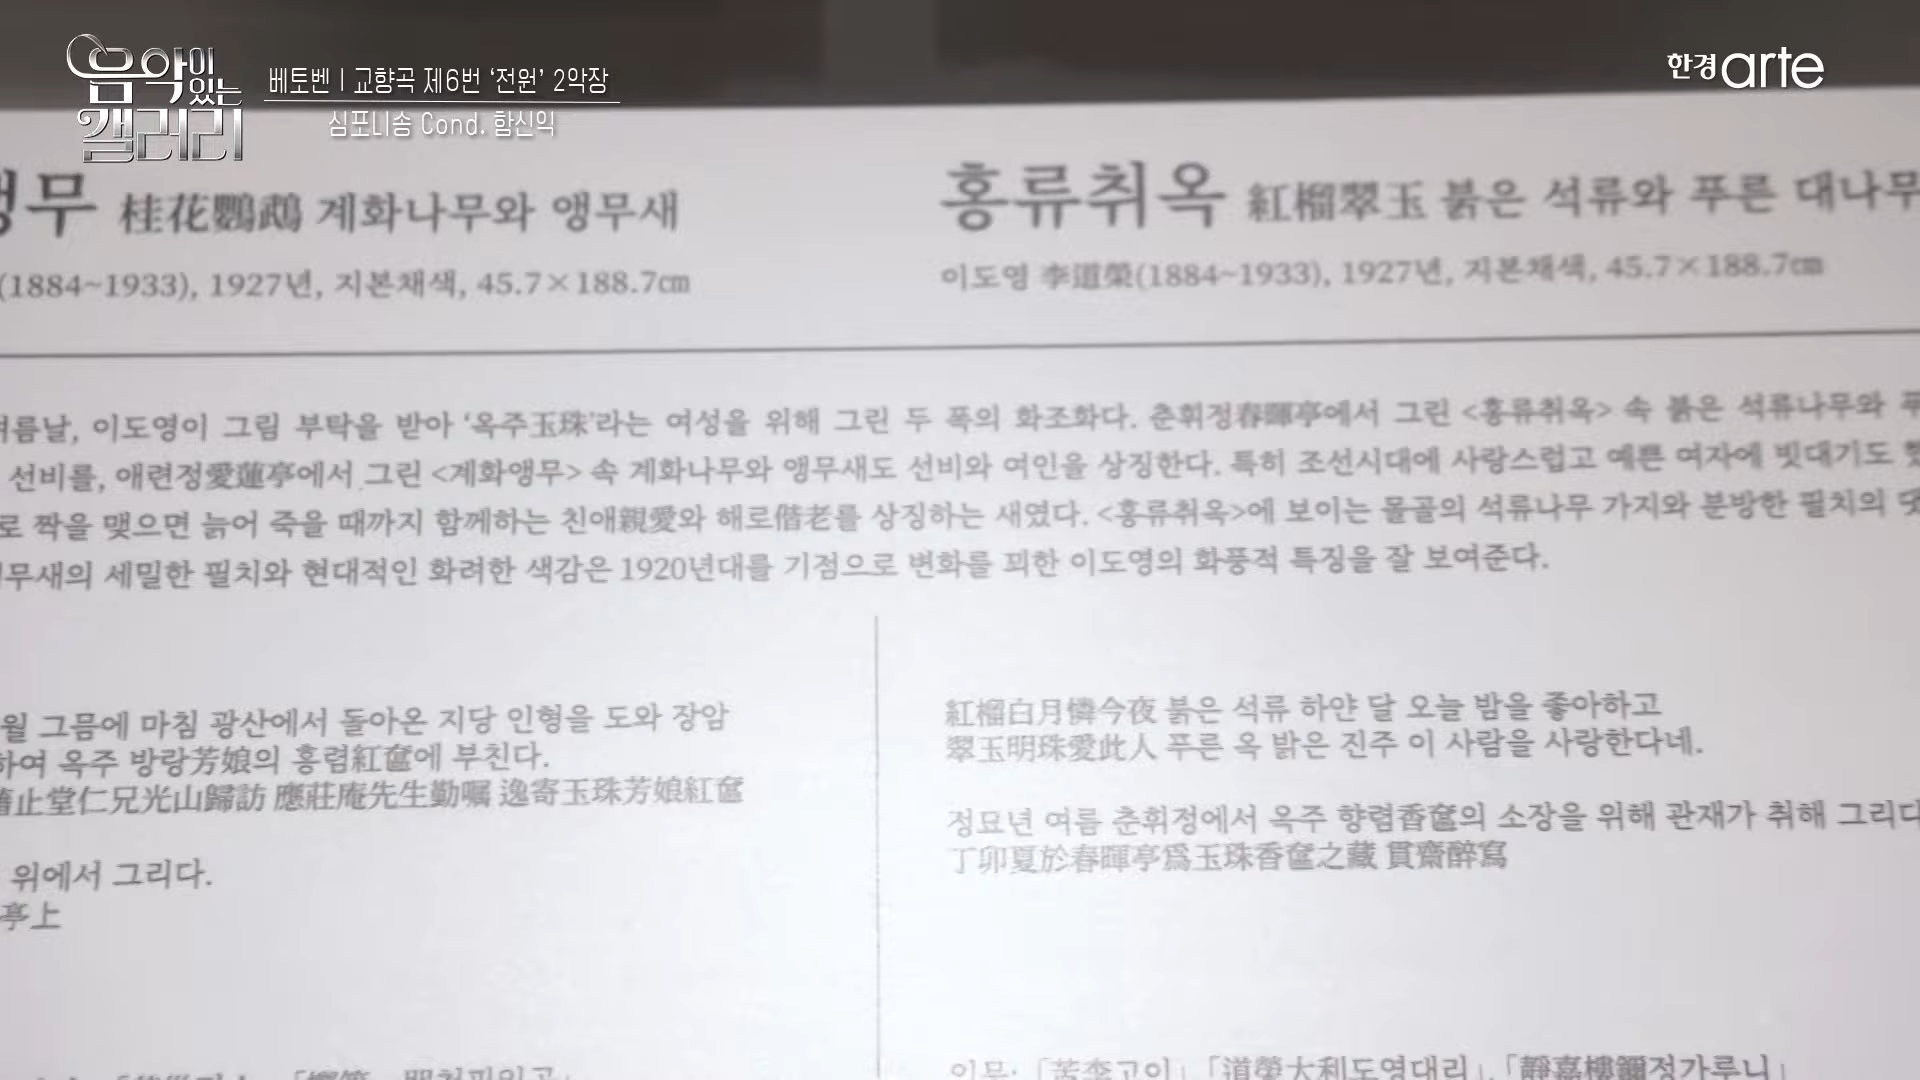 음악이 있는 갤러리
베토벤 | 교향곡 제6번 ‘전원’ 2악장
심포니송 Cond. 함신익
한경arte
앵무 桂花鸚鵡 계화나무와 앵무새
(1884~1933), 1927년, 지본채색, 45.7×188.7㎝
홍류취옥 紅榴翠玉 붉은 석류와 푸른 대나무
이도영 李道榮(1884~1933), 1927년, 지본채색, 45.7×188.7㎝
여름날, 이도영이 그림 부탁을 받아 ‘옥주玉珠’라는 여성을 위해 그린 두 폭의 화조화다. 춘휘정春暉亭에서 그린 <홍류취옥> 속 붉은 석류나무와
선비를, 애련정愛蓮亭에서 그린 <계화앵무> 속 계화나무와 앵무새도 선비와 여인을 상징한다. 특히 조선시대에 사랑스럽고 예쁜 여자에 빗대기도
로 짝을 맺으면 늙어 죽을 때까지 함께하는 친애親愛와 해로偕老를 상징하는 새였다. <홍류취옥>에 보이는 몰골의 석류나무 가지와 분방한 필치의
무새의 세밀한 필치와 현대적인 화려한 색감은 1920년대를 기점으로 변화를 꾀한 이도영의 화풍적 특징을 잘 보여준다.
월 그믐에 마침 광산에서 돌아온 지당 인형을 도와 장암
하여 옥주 방랑芳娘의 홍렴紅奩에 부친다.
止堂仁兄光山歸訪 應莊庵先生勤囑 逸寄玉珠芳娘紅奩
위에서 그리다.
亭上
紅榴白月憐今夜 붉은 석류 하얀 달 오늘 밤을 좋아하고
翠玉明珠愛此人 푸른 옥 밝은 진주 이 사람을 사랑한다네.
정묘년 여름 춘휘정에서 옥주 향렴香奩의 소장을 위해 관재가 취해 그리다
丁卯夏於春暉亭爲玉珠香奩之藏 貫齋醉寫